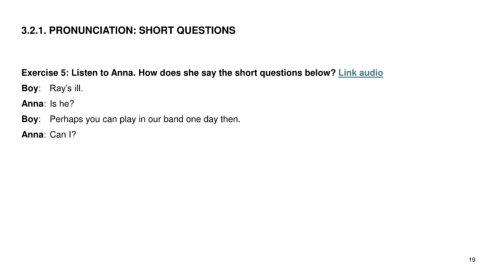 3.2.1. PRONUNCIATION: SHORT QUESTIONS
Exercise 5: Listen to Anna. How does she say the short questions below? Link audio
Boy: Ray's ill.
Anna: Is he?
Boy: Perhaps you can play in our band one day then.
Anna: Can I?
19